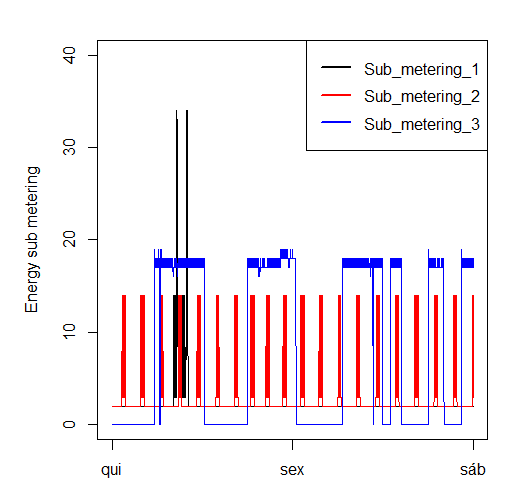 Sub_metering_1
Sub_metering_2
Sub_metering_3
Energy sub metering
40
30
20
10
0
qui sex sáb